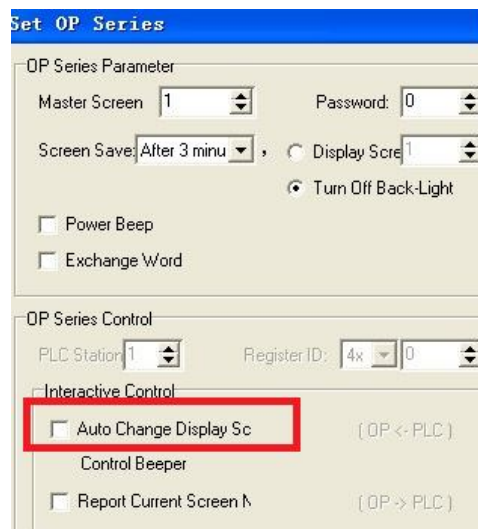 Set OP Series
OP Series Parameter
Master Screen 1 Password: 0
Screen Save: After 3 minu , Display Scre 1
Turn Off Back-Light
Power Beep
Exchange Word
OP Series Control
PLC Station 1 Register ID: 4x 0
Interactive Control
Auto Change Display Sc (OP <- PLC)
Control Beeper
Report Current Screen N (OP -> PLC)